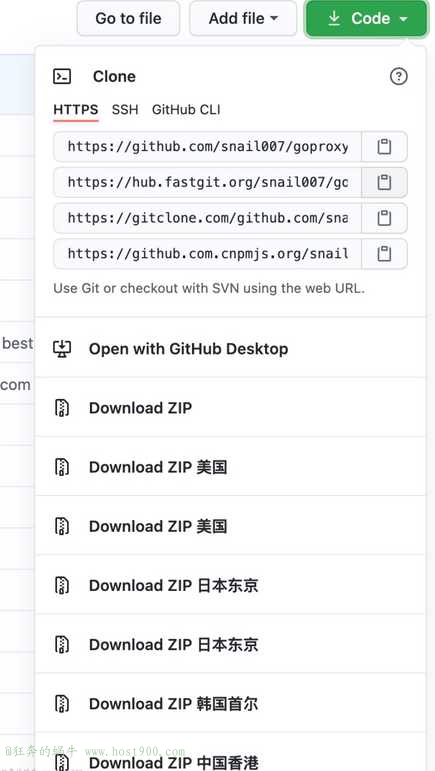 Go to file Add file Code
Clone
HTTPS SSH GitHub CLI
https://github.com/snail007/goproxy
https://hub.fastgit.org/snail007/go
https://gitclone.com/github.com/sna
https://github.com.cnpmjs.org/snail
Use Git or checkout with SVN using the web URL.
best
Open with GitHub Desktop
com
Download ZIP
Download ZIP 美国
Download ZIP 美国
Download ZIP 日本东京
Download ZIP 日本东京
Download ZIP 韩国首尔
@狂奔的蜗牛 www.host900.com
Download ZIP 中国香港